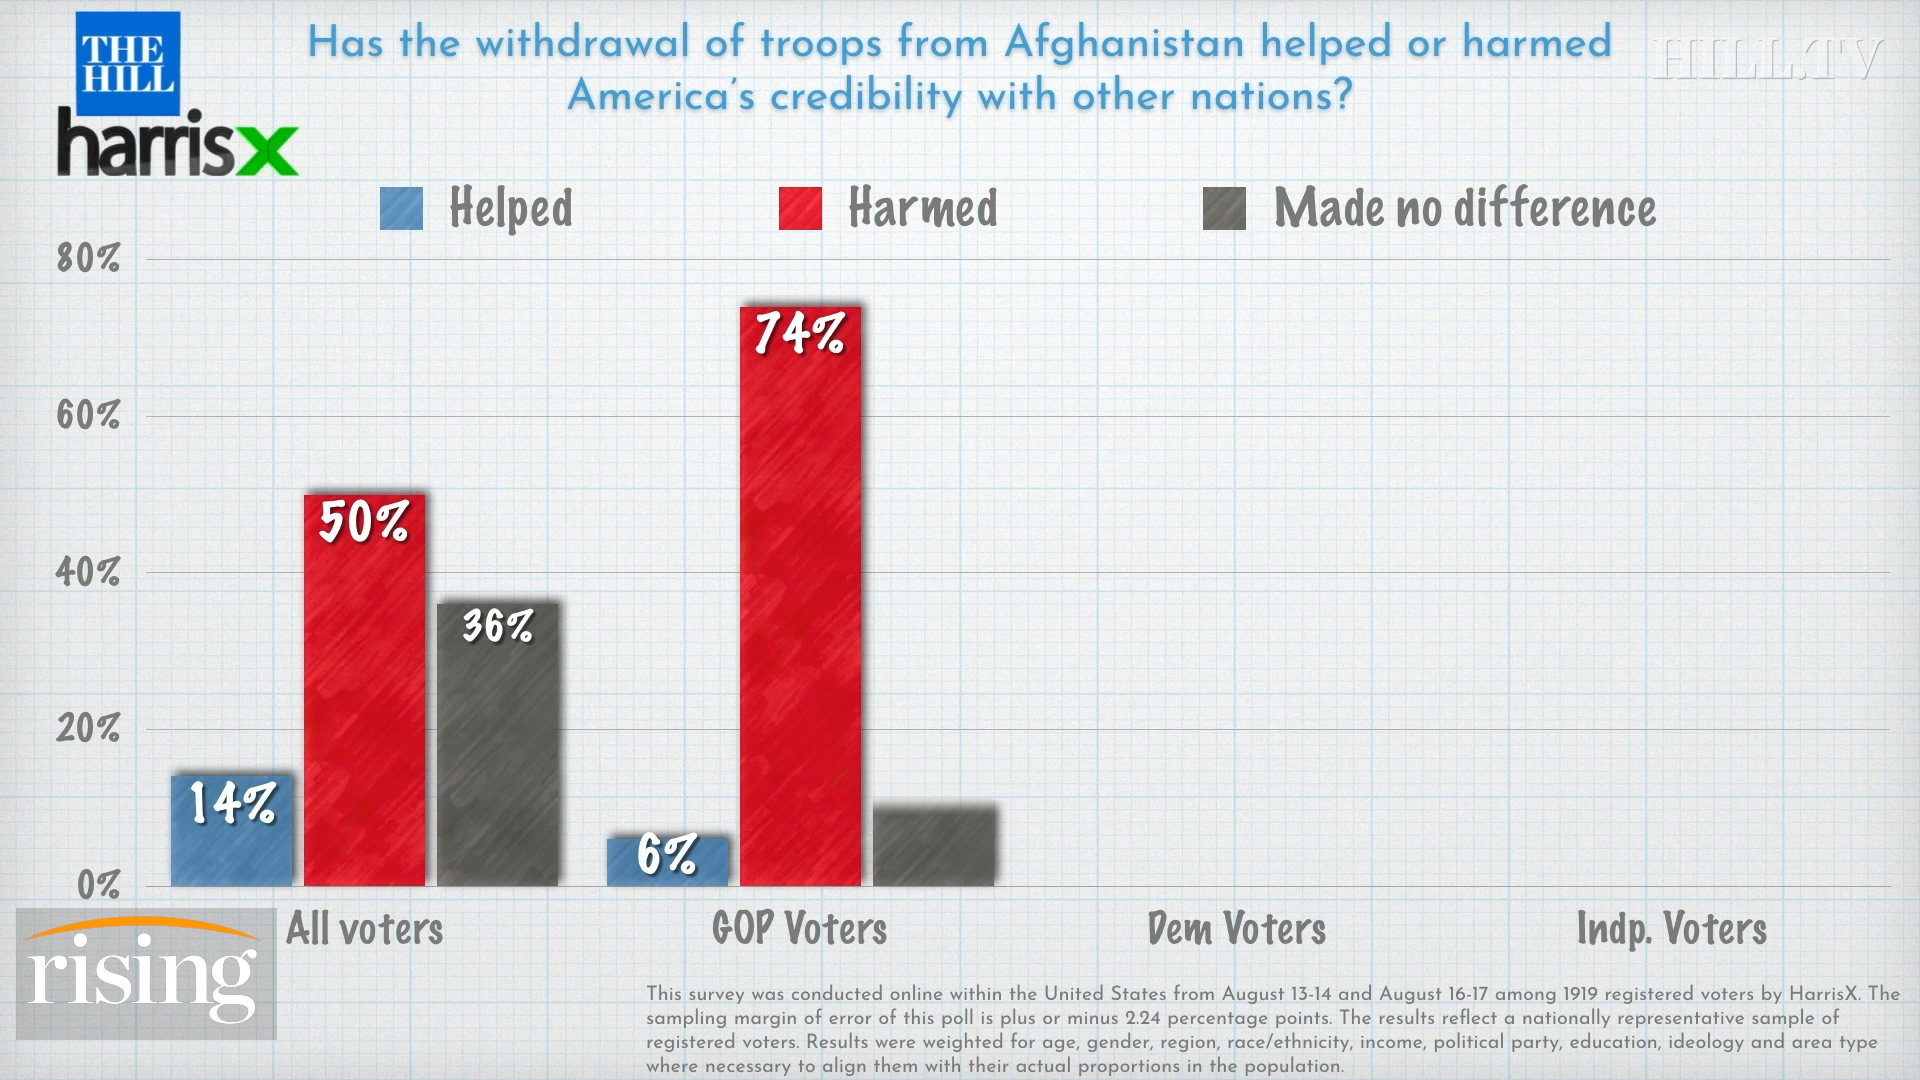 THE
HILL
harrisx
Has the withdrawal of troops from Afghanistan helped or harmed
America's credibility with other nations?
HILL.TV
Helped
Harmed
Made no difference
80%
60%
40%
20%
0%
14%
50%
36%
6%
74%
All voters
GOP Voters
Dem Voters
Indp. Voters
rising
This survey was conducted online within the United States from August 13-14 and August 16-17 among 1919 registered voters by HarrisX. The
sampling margin of error of this poll is plus or minus 2.24 percentage points. The results reflect a nationally representative sample of
registered voters. Results were weighted for age, gender, region, race/ethnicity, income, political party, education, ideology and area type
where necessary to align them with their actual proportions in the population.